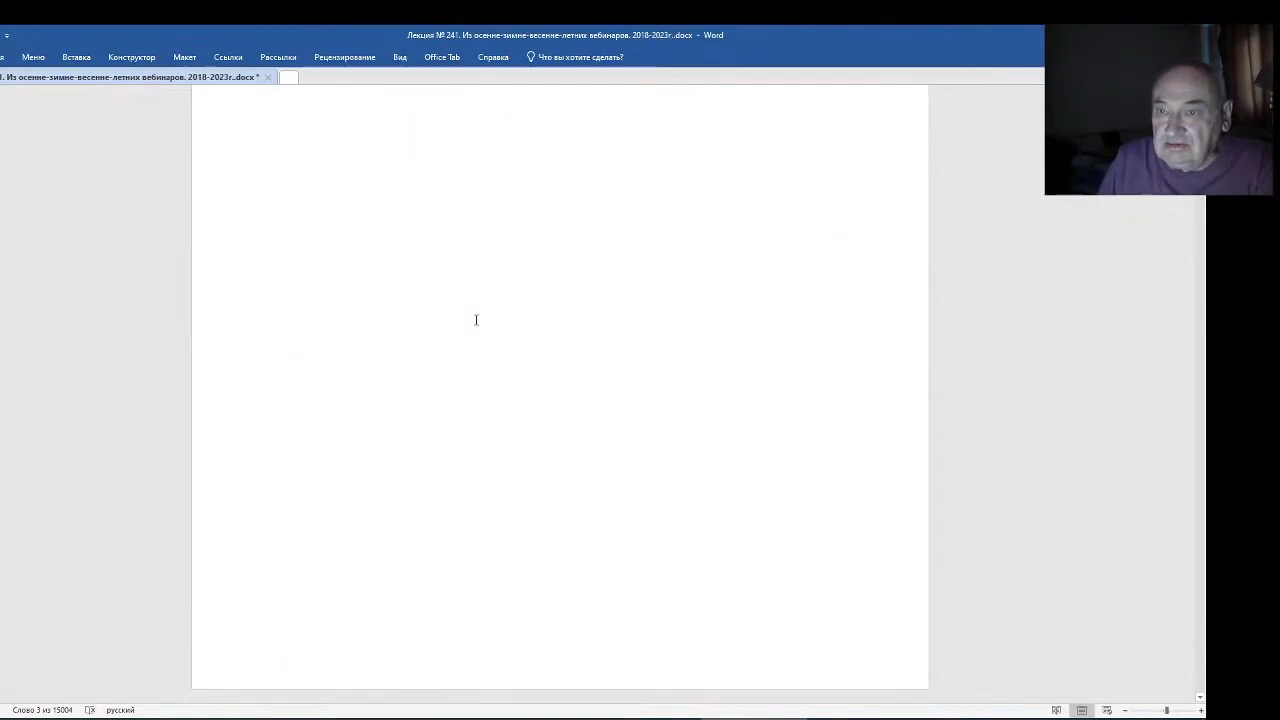 Лекция № 241. Из осенне-зимне-весенне-летних вебинаров. 2018-2023г..docx - Word
Меню Вставка Конструктор Макет Ссылки Рассылки Рецензирование Вид Office Tab Справка Что вы хотите сделать?
. Из осенне-зимне-весенне-летних вебинаров. 2018-2023г..docx *
Слово 3 из 15004 русский